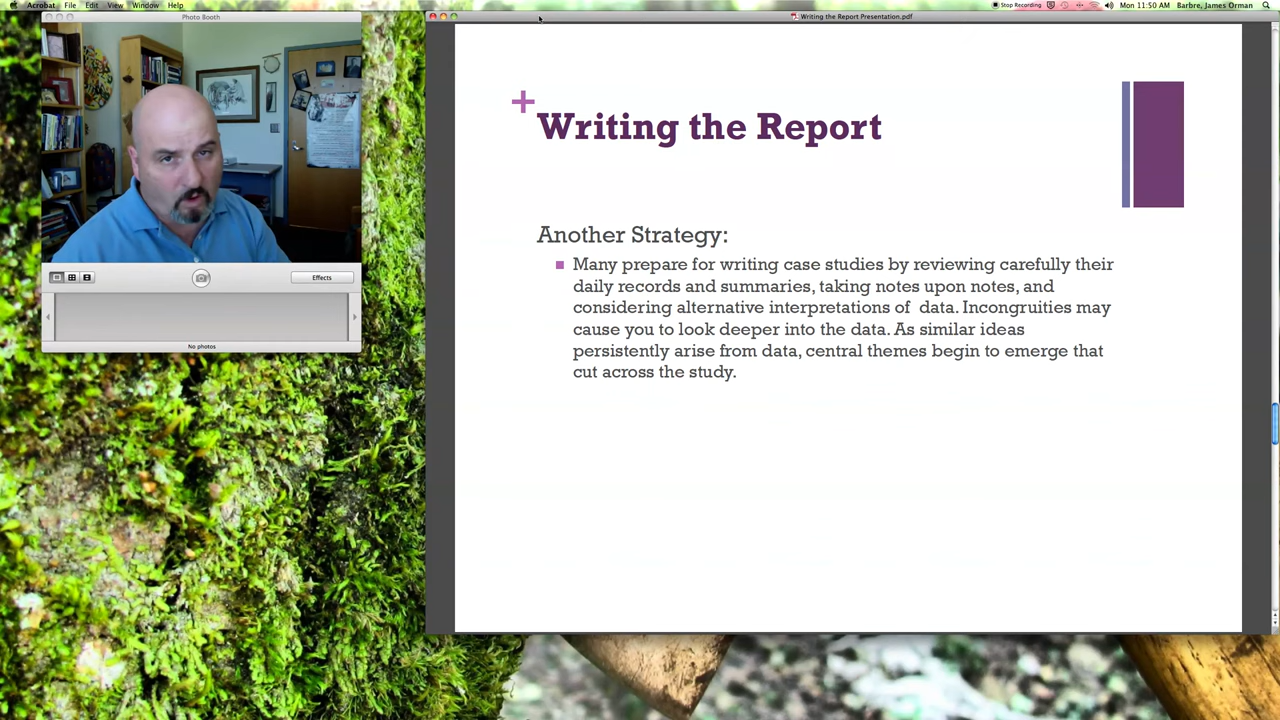 Acrobat File Edit View Window Help
Stop Recording Mon 11:50 AM Barbre, James Orman
Photo Booth
Writing the Report Presentation.pdf
+
Writing the Report
Another Strategy:
Many prepare for writing case studies by reviewing carefully their
daily records and summaries, taking notes upon notes, and
considering alternative interpretations of data. Incongruities may
cause you to look deeper into the data. As similar ideas
persistently arise from data, central themes begin to emerge that
cut across the study.
Effects
No photos